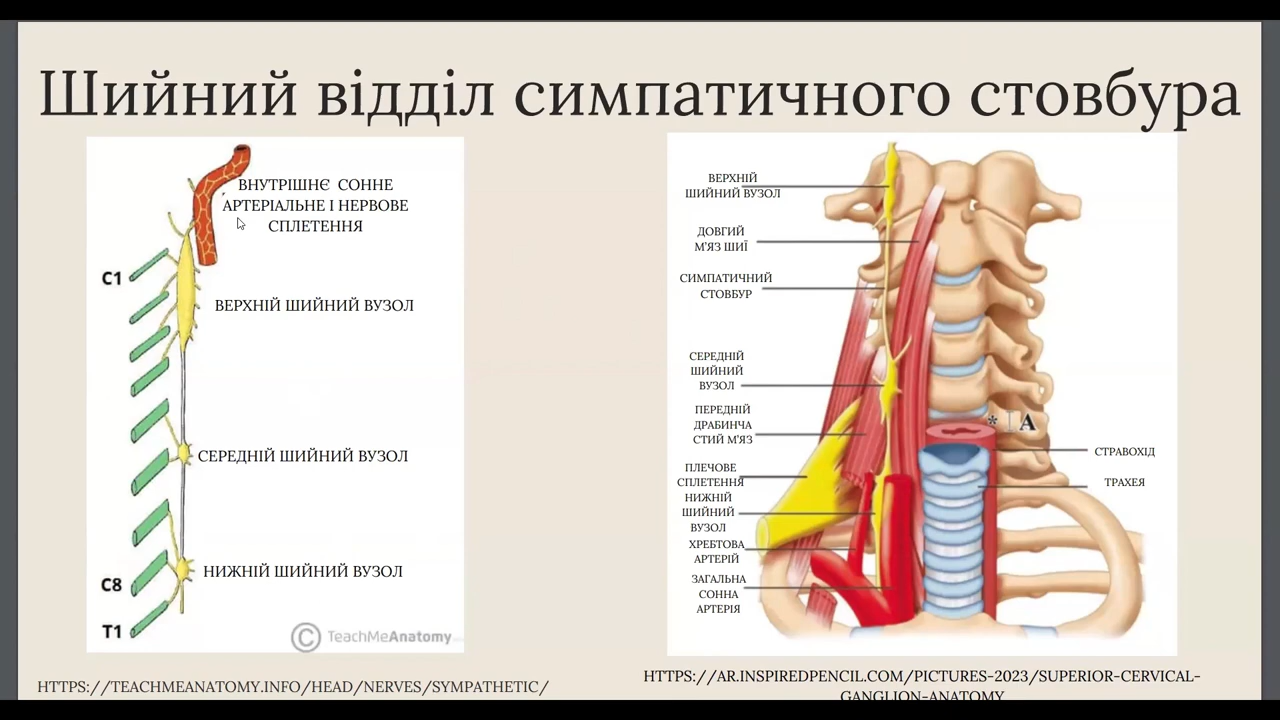 Шийний відділ симпатичного стовбура
ВНУТРІШНЄ СОННЕ
АРТЕРІАЛЬНЕ І НЕРВОВЕ
СПЛЕТЕННЯ
C1
ВЕРХНІЙ ШИЙНИЙ ВУЗОЛ
СЕРЕДНІЙ ШИЙНИЙ ВУЗОЛ
НИЖНІЙ ШИЙНИЙ ВУЗОЛ
C8
T1
© TeachMeAnatomy
HTTPS://TEACHMEANATOMY.INFO/HEAD/NERVES/SYMPATHETIC/
ВЕРХНІЙ
ШИЙНИЙ ВУЗОЛ
ДОВГИЙ
М'ЯЗ ШИЇ
СИМПАТИЧНИЙ
СТОВБУР
СЕРЕДНІЙ
ШИЙНИЙ
ВУЗОЛ
ПЕРЕДНІЙ
ДРАБИНЧА
СТИЙ М'ЯЗ
ПЛЕЧОВЕ
СПЛЕТЕННЯ
НИЖНІЙ
ШИЙНИЙ
ВУЗОЛ
ХРЕБТОВА
АРТЕРІЙ
ЗАГАЛЬНА
СОННА
АРТЕРІЯ
* A
СТРАВОХІД
ТРАХЕЯ
HTTPS://AR.INSPIREDPENCIL.COM/PICTURES-2023/SUPERIOR-CERVICAL-
GANGLION-ANATOMY